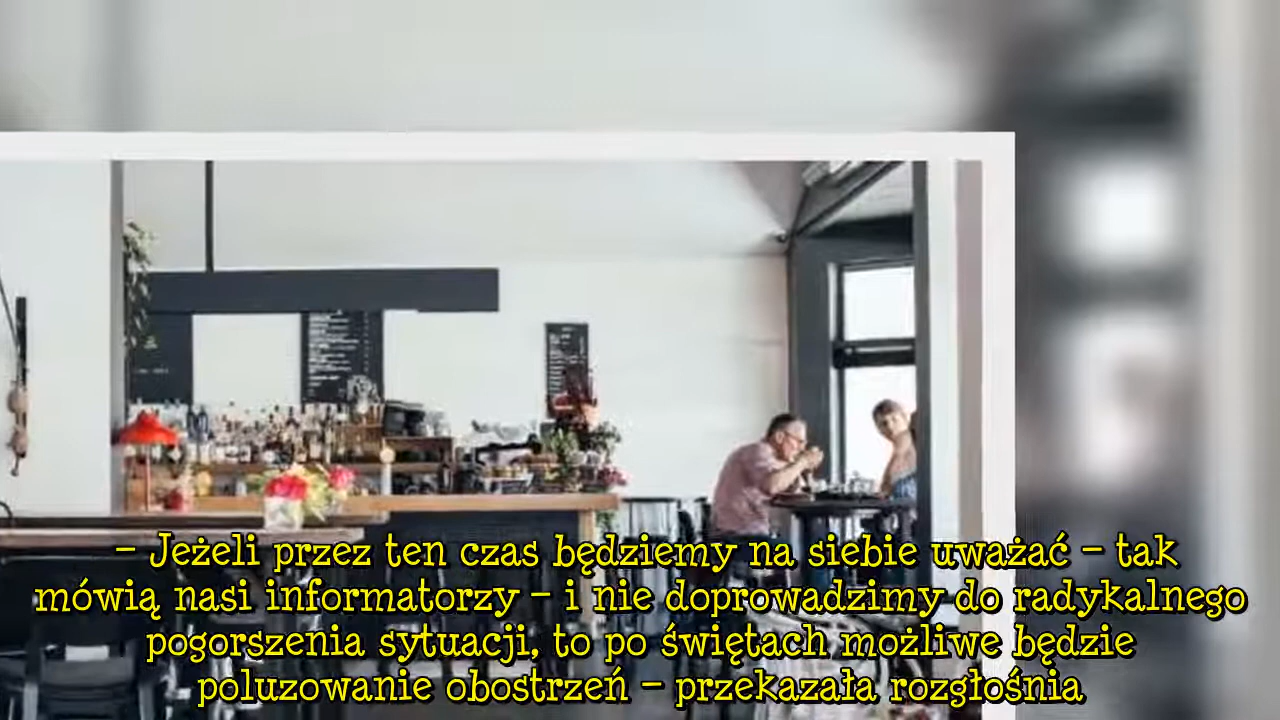 – Jeżeli przez ten czas będziemy na siebie uważać – tak
mówią nasi informatorzy – i nie doprowadzimy do radykalnego
pogorszenia sytuacji, to po świętach możliwe będzie
poluzowanie obostrzeń – przekazała rozgłośnia